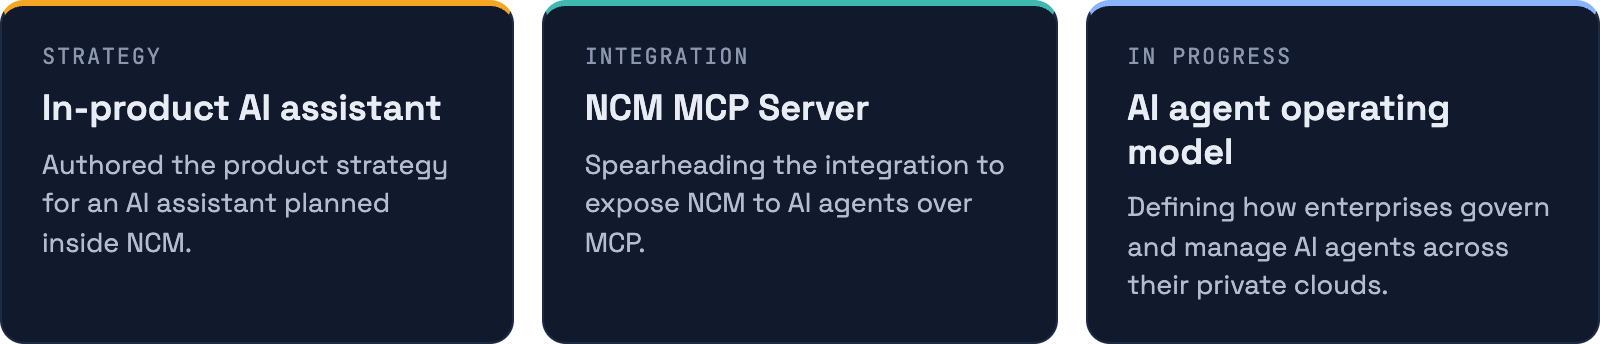 STRATEGY
In-product AI assistant
Authored the product strategy
for an AI assistant planned
inside NCM.
INTEGRATION
NCM MCP Server
Spearheading the integration to
expose NCM to AI agents over
MCP.
IN PROGRESS
AI agent operating
model
Defining how enterprises govern
and manage AI agents across
their private clouds.